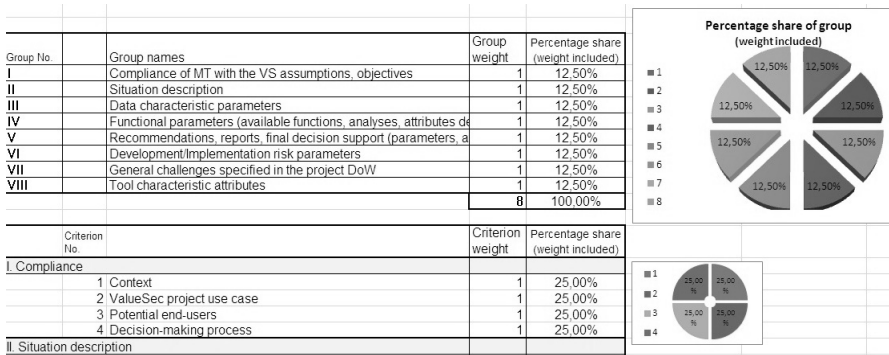 Group No. Group names Group weight Percentage share (weight included)
I Compliance of MT with the VS assumptions, objectives 1 12,50%
II Situation description 1 12,50%
III Data characteristic parameters 1 12,50%
IV Functional parameters (available functions, analyses, attributes de 1 12,50%
V Recommendations, reports, final decision support (parameters, a 1 12,50%
VI Development/Implementation risk parameters 1 12,50%
VII General challenges specified in the project DoW 1 12,50%
VIII Tool characteristic attributes 1 12,50%
8 100,00%
Criterion No. Criterion weight Percentage share (weight included)
I. Compliance
1 Context 1 25,00%
2 ValueSec project use case 1 25,00%
3 Potential end-users 1 25,00%
4 Decision-making process 1 25,00%
II. Situation description
Percentage share of group
(weight included)
12,50% 12,50%
12,50% 12,50%
12,50% 12,50%
12,50% 12,50%
1
2
3
4
5
6
7
8
25,00 % 25,00 %
25,00 % 25,00 %
1
2
3
4